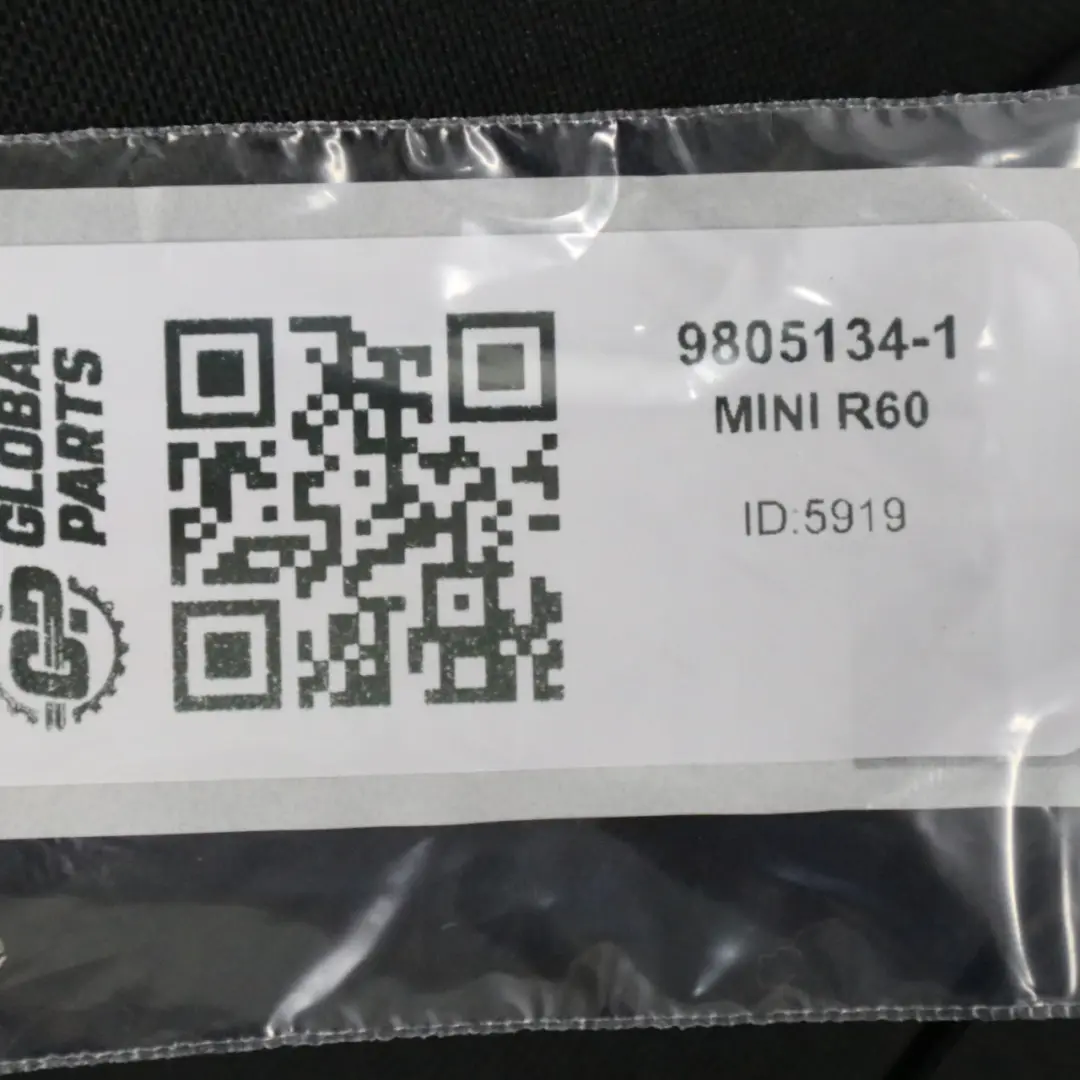 GLOBAL
PARTS
9805134-1
MINI R60
ID:5919